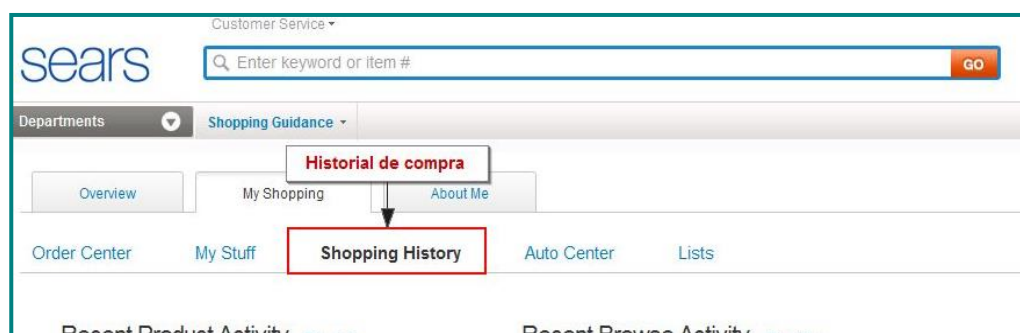 Customer Service
sears
Enter keyword or item #
GO
Departments
Shopping Guidance
Historial de compra
Overview
My Shopping
About Me
Order Center
My Stuff
Shopping History
Auto Center
Lists
Recent Product Activity
Recent Browse Activity